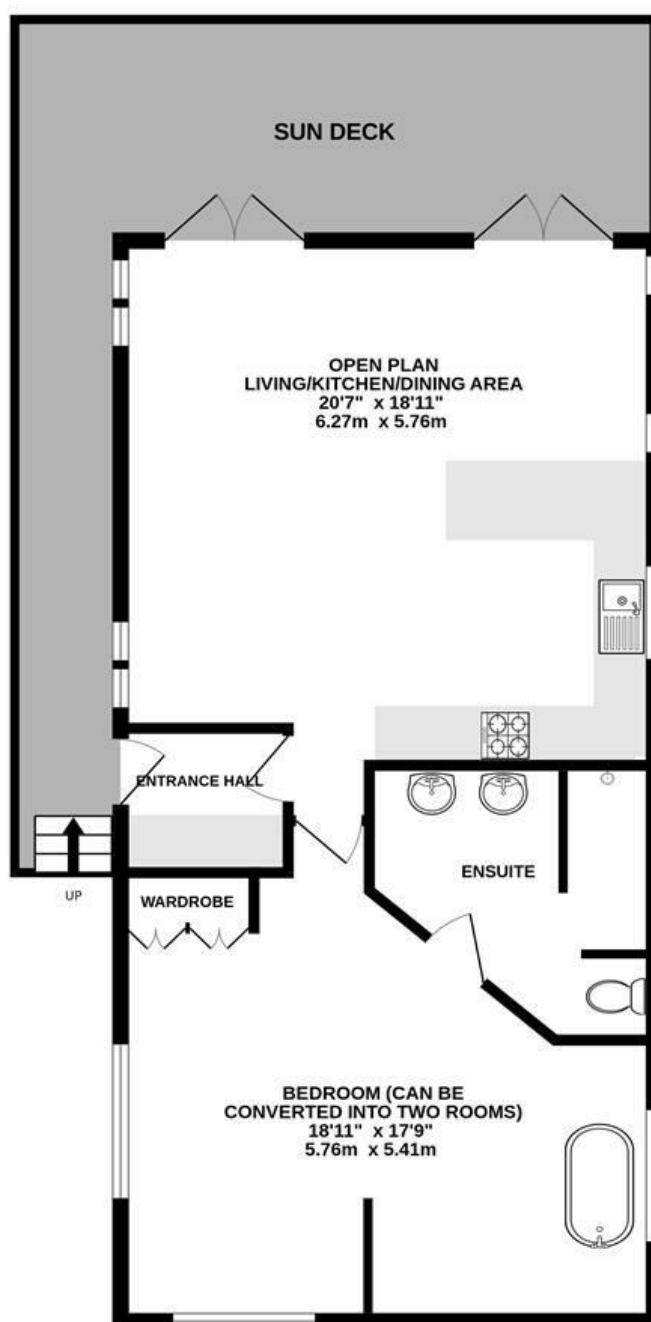 SUN DECK
OPEN PLAN
LIVING/KITCHEN/DINING AREA
20'7" x 18'11"
6.27m x 5.76m
ENTRANCE HALL
UP
WARDROBE
ENSUITE
BEDROOM (CAN BE
CONVERTED INTO TWO ROOMS)
18'11" x 17'9"
5.76m x 5.41m